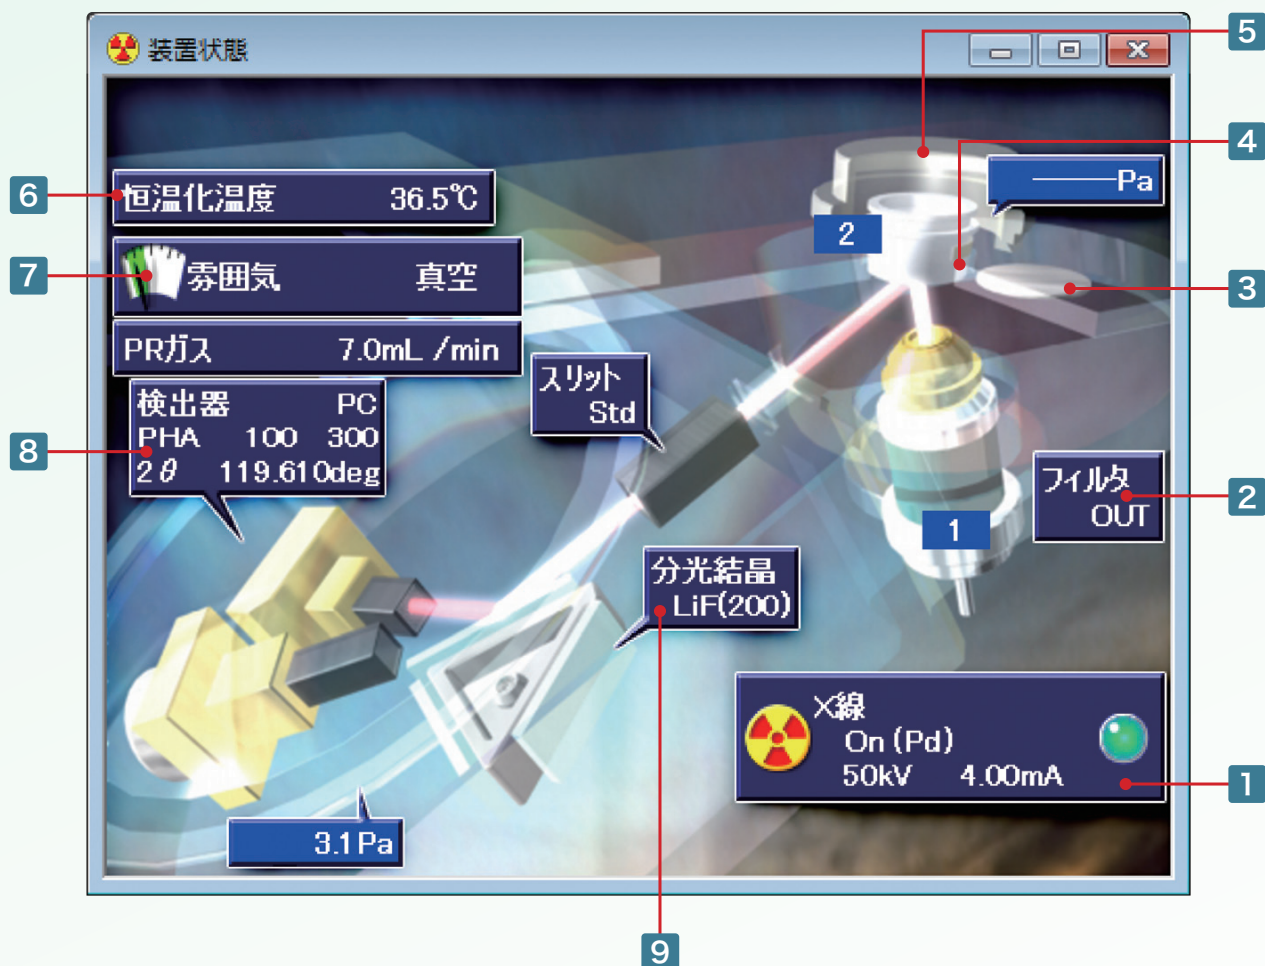 装置状態
5
4
———Pa
6
恒温化温度 36.5℃
2
3
7
雰囲気 真空
PRガス 7.0mL /min
スリット
Std
検出器 PC
PHA 100 300
2θ 119.610deg
8
フィルタ
OUT
2
1
分光結晶
LiF(200)
X線
On (Pd)
50kV 4.00mA
1
3.1 Pa
9